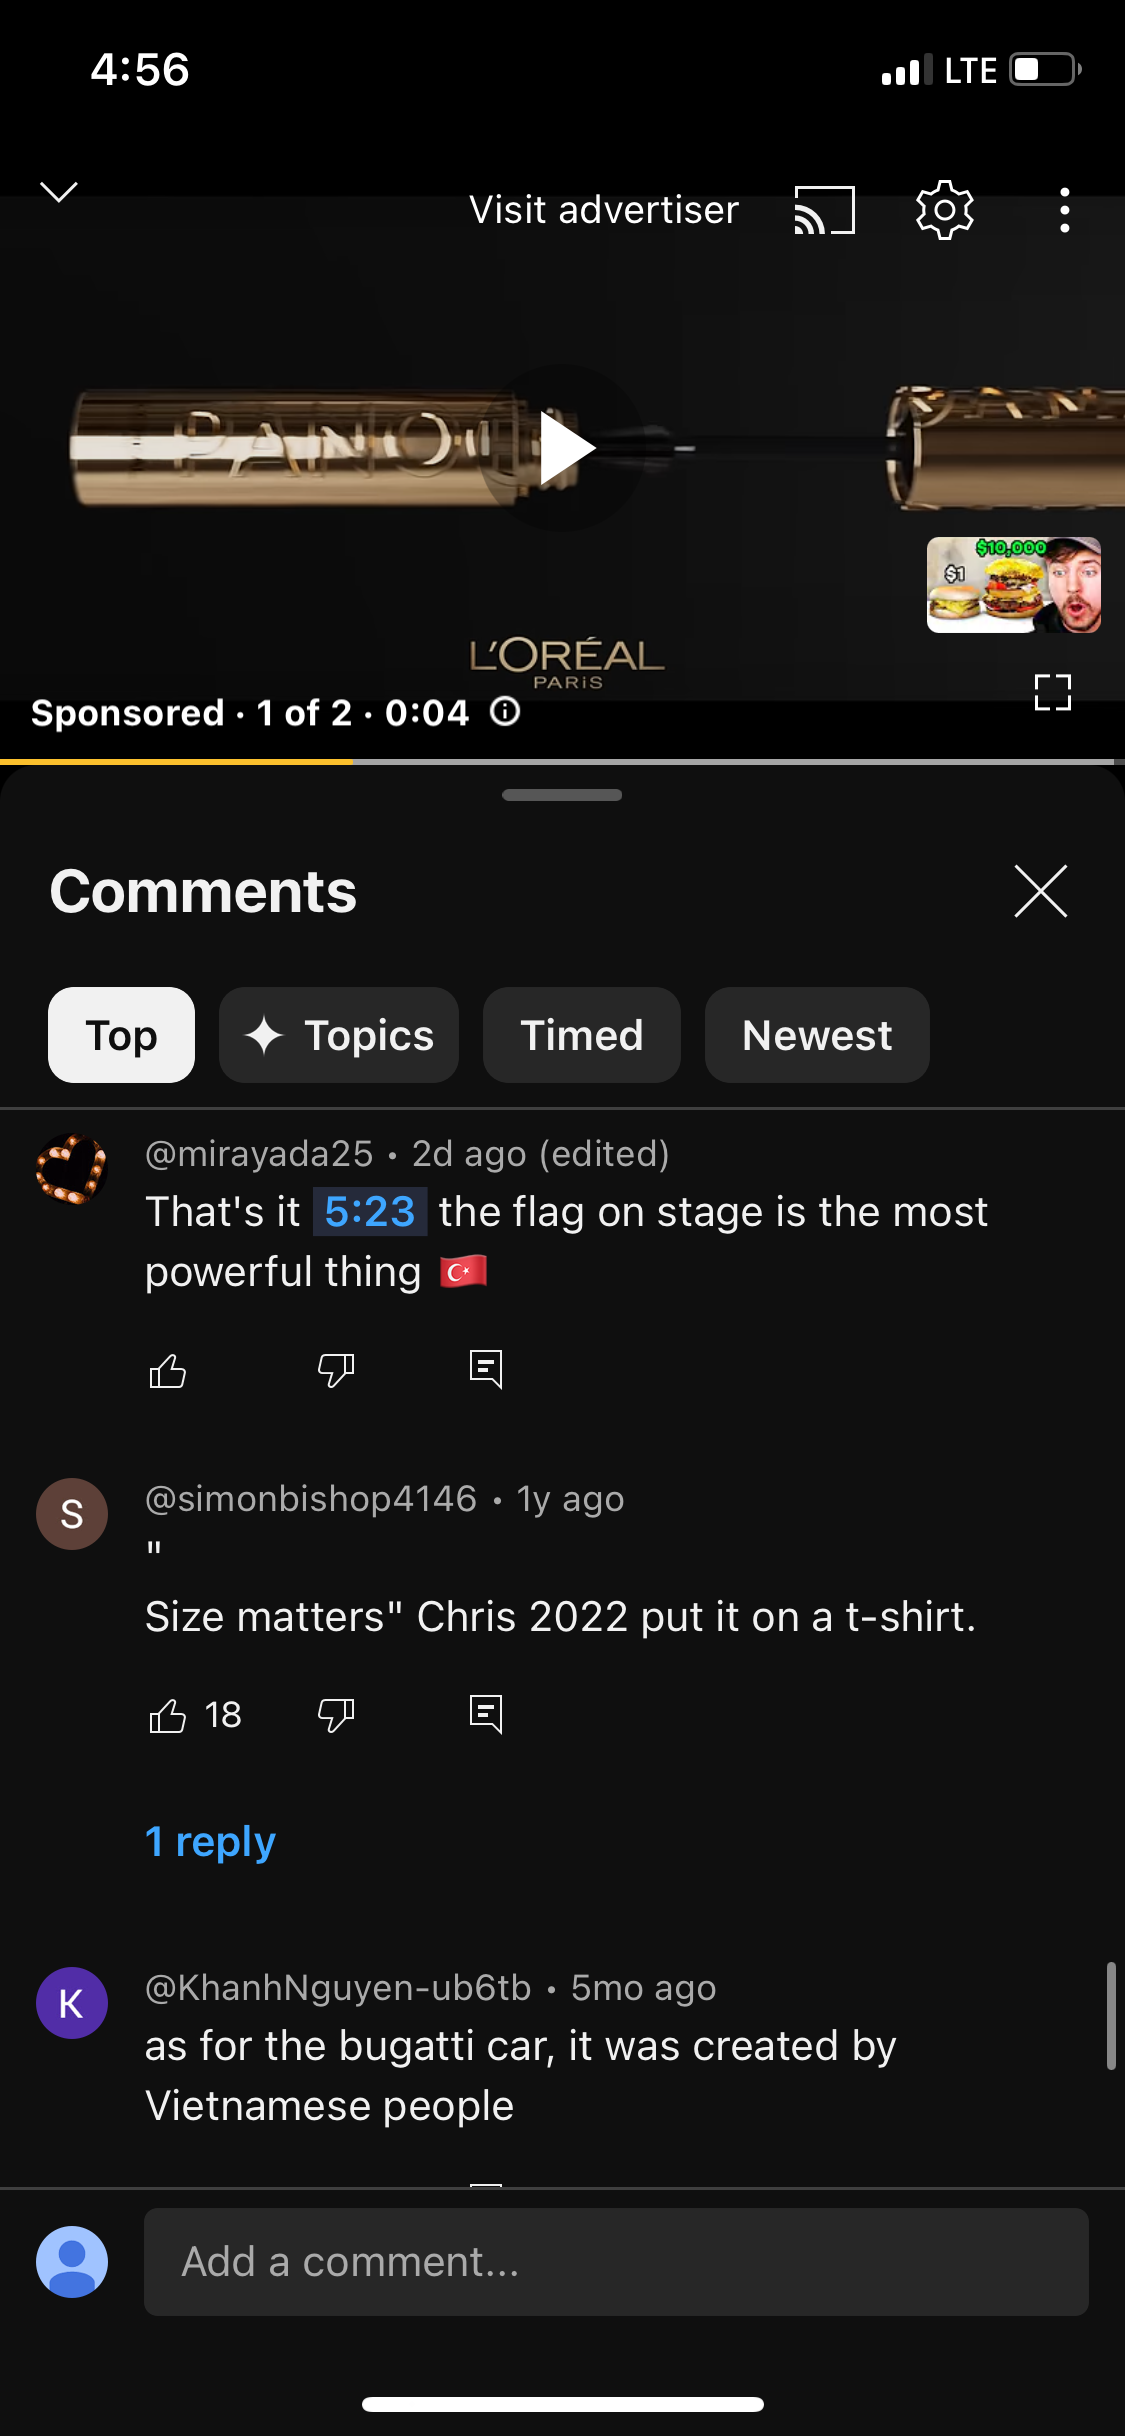 4:56
LTE
Visit advertiser
PANO
PAN
$10,000
$1
L'ORÉAL
PARIS
Sponsored · 1 of 2 · 0:04
Comments
Top
Topics
Timed
Newest
@mirayada25 • 2d ago (edited)
That's it 5:23 the flag on stage is the most
powerful thing 🇹🇷
S
@simonbishop4146 • 1y ago
"
Size matters" Chris 2022 put it on a t-shirt.
18
1 reply
K
@KhanhNguyen-ub6tb • 5mo ago
as for the bugatti car, it was created by
Vietnamese people
Add a comment...